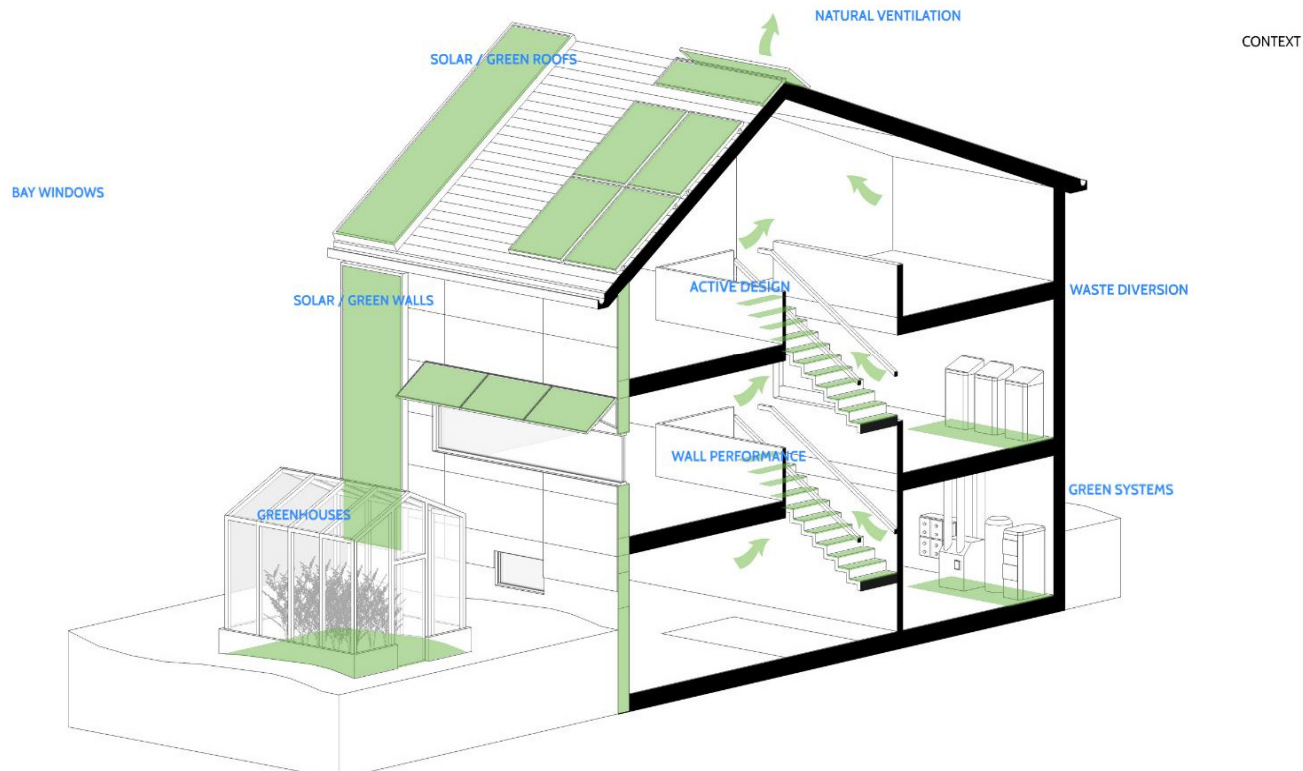 NATURAL VENTILATION
CONTEXT
SOLAR / GREEN ROOFS
BAY WINDOWS
ACTIVE DESIGN
WASTE DIVERSION
SOLAR / GREEN WALLS
WALL PERFORMANCE
GREEN SYSTEMS
GREENHOUSES